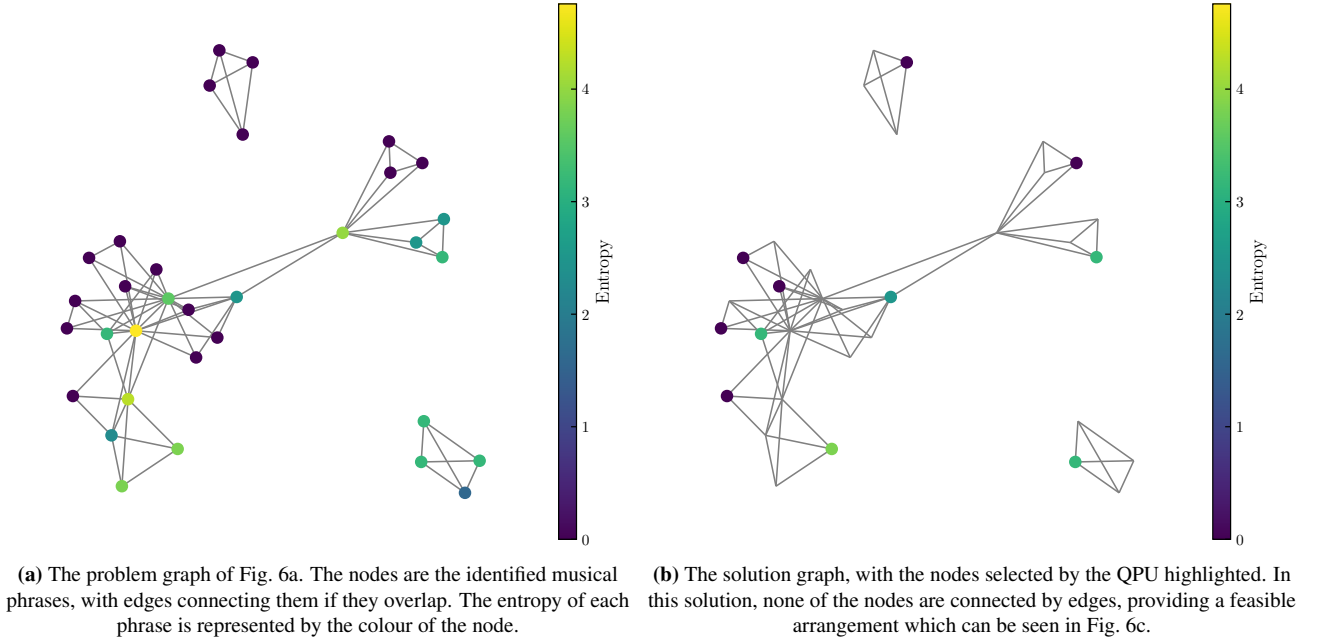 4
3
2
1
0
Entropy
4
3
2
1
0
Entropy
(a) The problem graph of Fig. 6a. The nodes are the identified musical
phrases, with edges connecting them if they overlap. The entropy of each
phrase is represented by the colour of the node.
(b) The solution graph, with the nodes selected by the QPU highlighted. In
this solution, none of the nodes are connected by edges, providing a feasible
arrangement which can be seen in Fig. 6c.